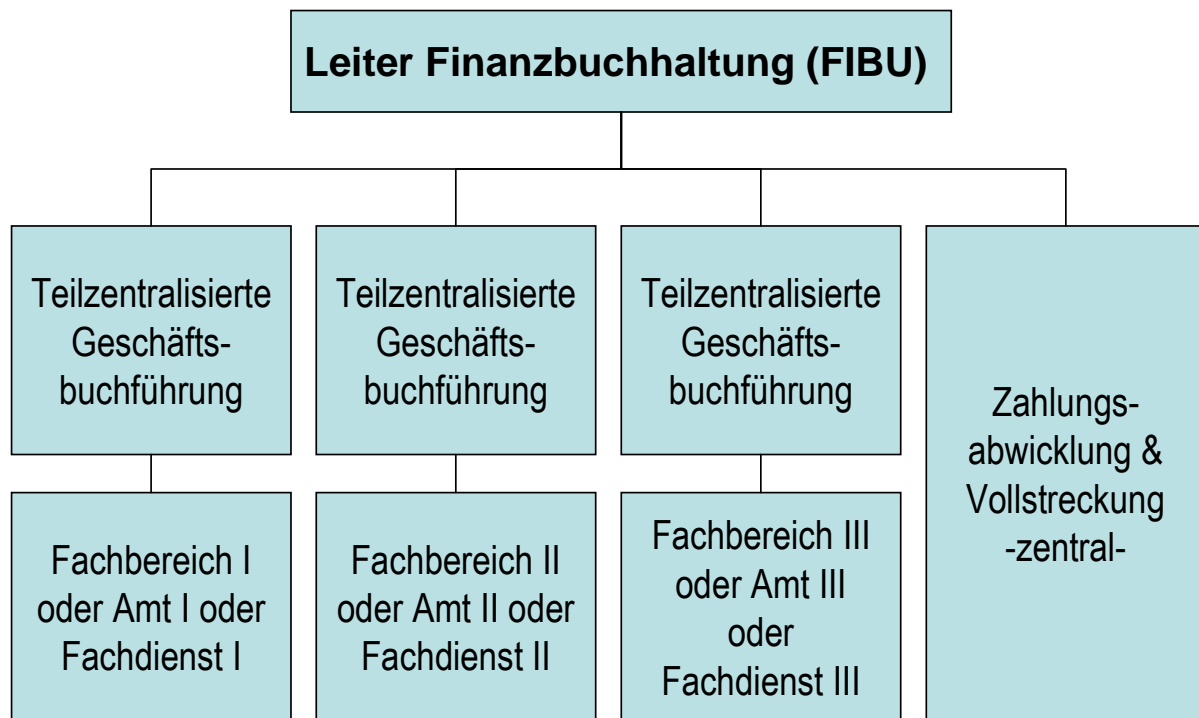 Leiter Finanzbuchhaltung (FIBU)
Teilzentralisierte
Geschäfts-
buchführung
Teilzentralisierte
Geschäfts-
buchführung
Teilzentralisierte
Geschäfts-
buchführung
Zahlungs-
abwicklung &
Vollstreckung
-zentral-
Fachbereich I
oder Amt I oder
Fachdienst I
Fachbereich II
oder Amt II oder
Fachdienst II
Fachbereich III
oder Amt III
oder
Fachdienst III